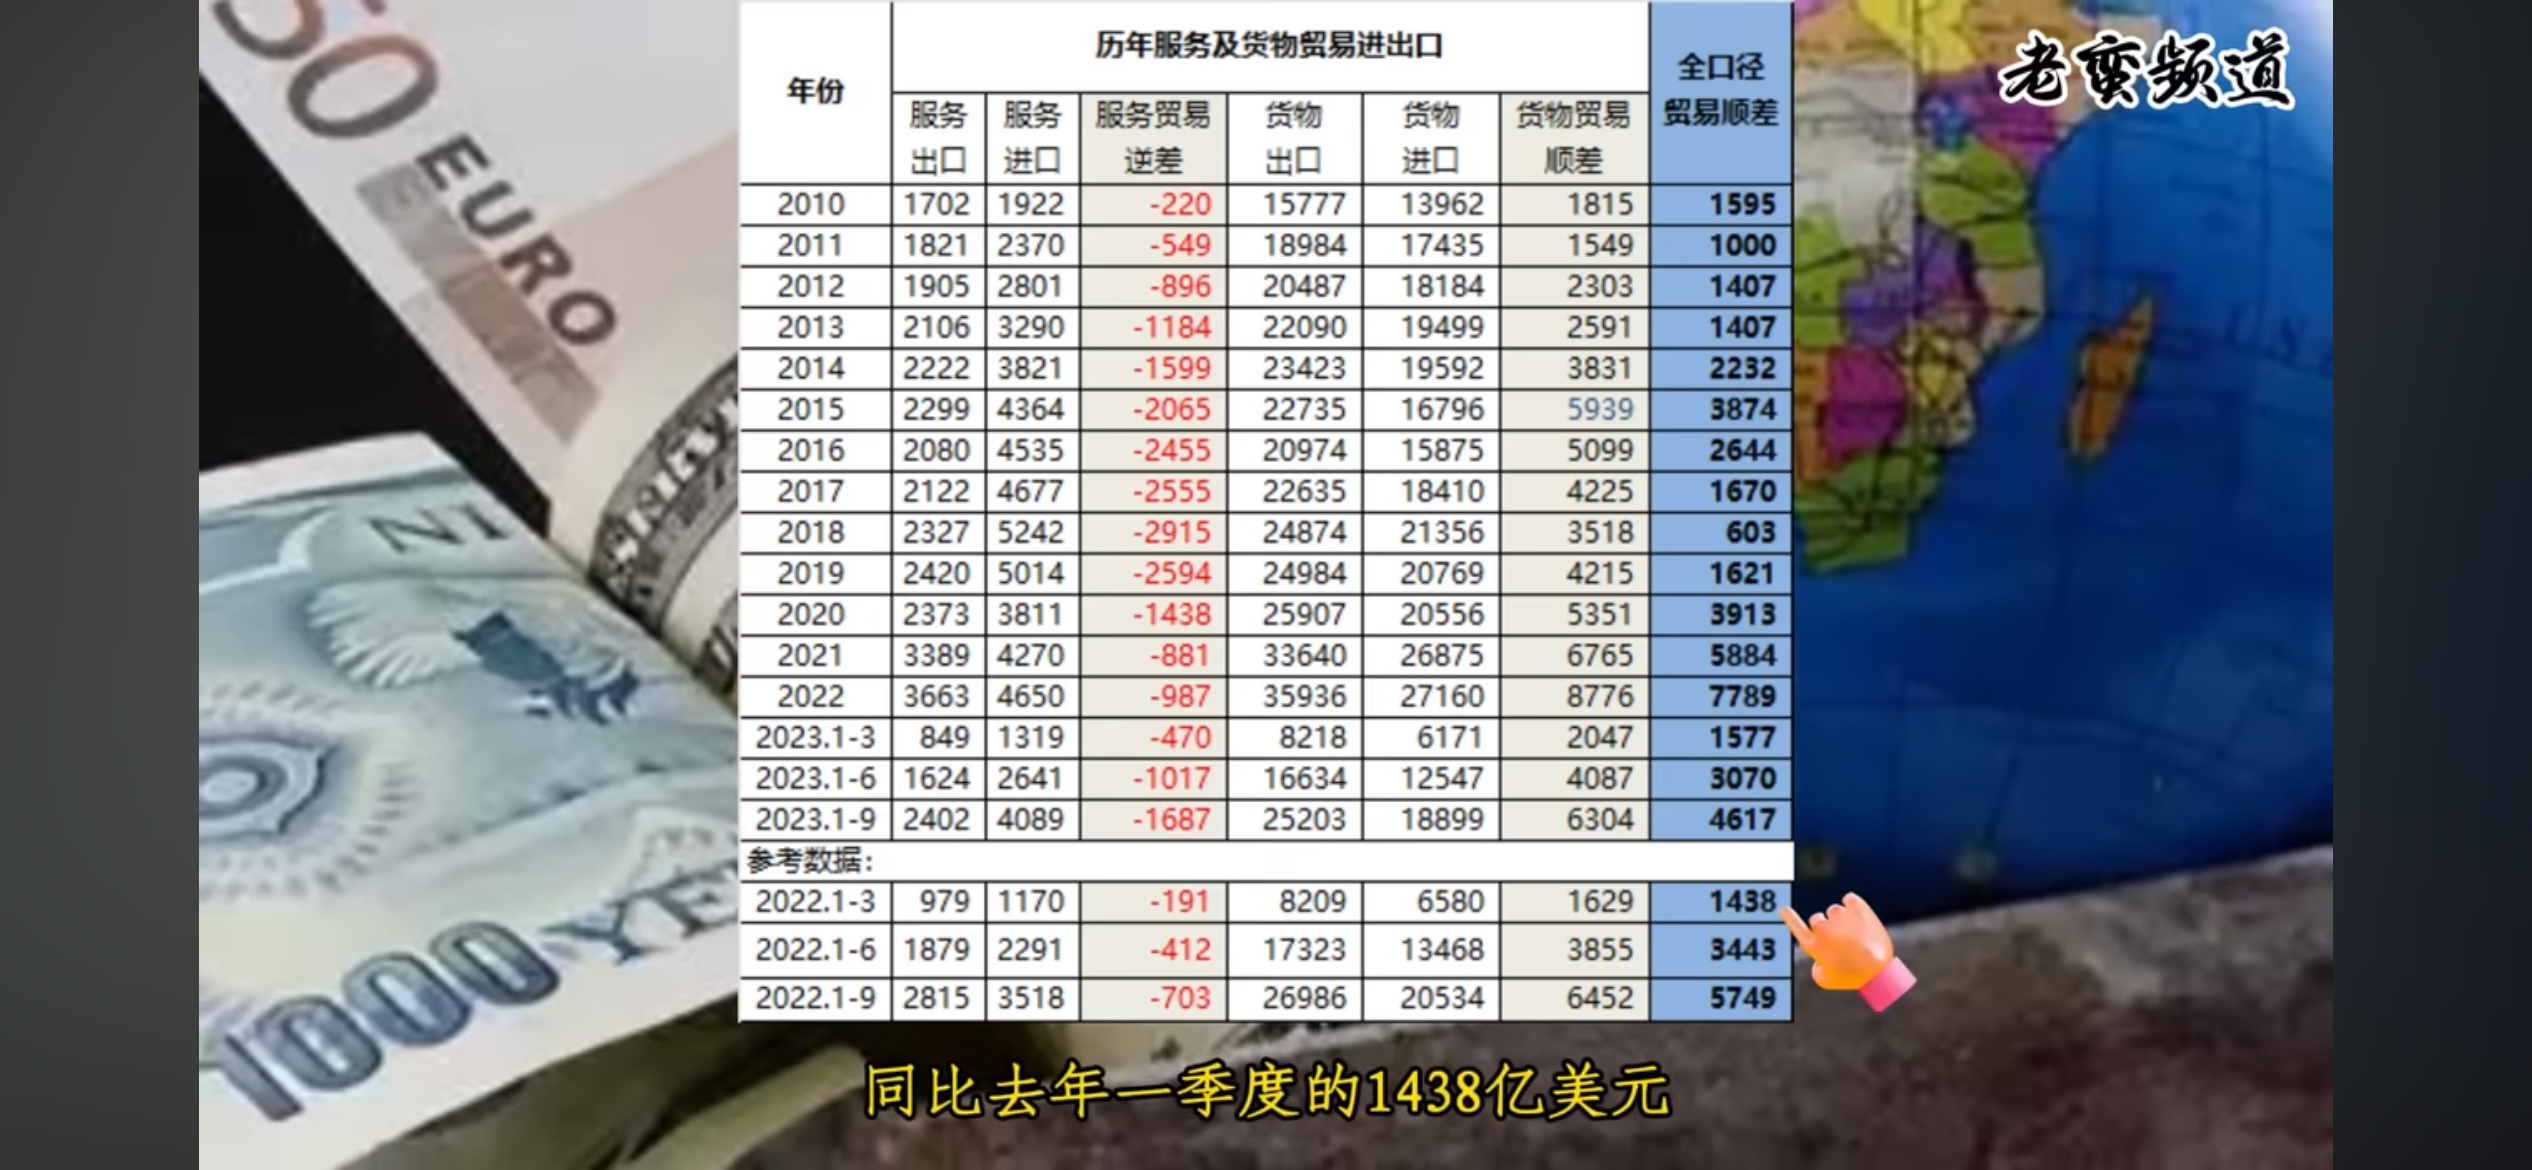 50 EURO
老蛮频道
NI
1000 YE
年份 历年服务及货物贸易进出口 全口径贸易顺差
服务出口 服务进口 服务贸易逆差 货物出口 货物进口 货物贸易顺差
2010 1702 1922 -220 15777 13962 1815 1595
2011 1821 2370 -549 18984 17435 1549 1000
2012 1905 2801 -896 20487 18184 2303 1407
2013 2106 3290 -1184 22090 19499 2591 1407
2014 2222 3821 -1599 23423 19592 3831 2232
2015 2299 4364 -2065 22735 16796 5939 3874
2016 2080 4535 -2455 20974 15875 5099 2644
2017 2122 4677 -2555 22635 18410 4225 1670
2018 2327 5242 -2915 24874 21356 3518 603
2019 2420 5014 -2594 24984 20769 4215 1621
2020 2373 3811 -1438 25907 20556 5351 3913
2021 3389 4270 -881 33640 26875 6765 5884
2022 3663 4650 -987 35936 27160 8776 7789
2023.1-3 849 1319 -470 8218 6171 2047 1577
2023.1-6 1624 2641 -1017 16634 12547 4087 3070
2023.1-9 2402 4089 -1687 25203 18899 6304 4617
参考数据：
2022.1-3 979 1170 -191 8209 6580 1629 1438
2022.1-6 1879 2291 -412 17323 13468 3855 3443
2022.1-9 2815 3518 -703 26986 20534 6452 5749
同比去年一季度的1438亿美元